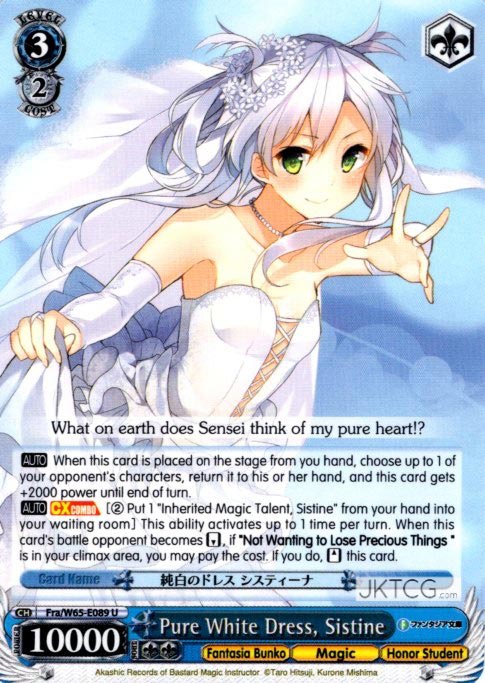 LEVEL
3
2
COST
What on earth does Sensei think of my pure heart!?
AUTO When this card is placed on the stage from you hand, choose up to 1 of
your opponent's characters, return it to his or her hand, and this card gets
+2000 power until end of turn.
AUTO CX COMBO [② Put 1 "Inherited Magic Talent, Sistine" from your hand into
your waiting room] This ability activates up to 1 time per turn. When this
card's battle opponent becomes , if "Not Wanting to Lose Precious Things "
is in your climax area, you may pay the cost. If you do, this card.
Card Name 純白のドレス システィーナ
JKTCG.com
CH Fra/W65-E089 U
POWER 10000 Pure White Dress, Sistine ファンタジア文庫
Fantasia Bunko Magic Honor Student
Akashic Records of Bastard Magic Instructor ©Taro Hitsuji, Kurone Mishima